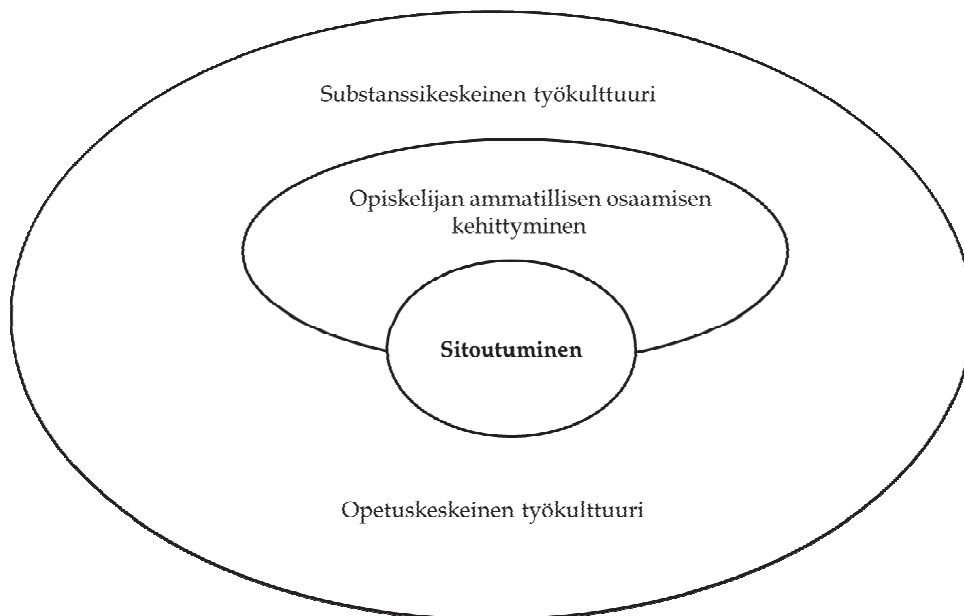 Substanssikeskeinen työkulttuuri
Opiskelijan ammatillisen osaamisen
kehittyminen
Sitoutuminen
Opetuskeskeinen työkulttuuri